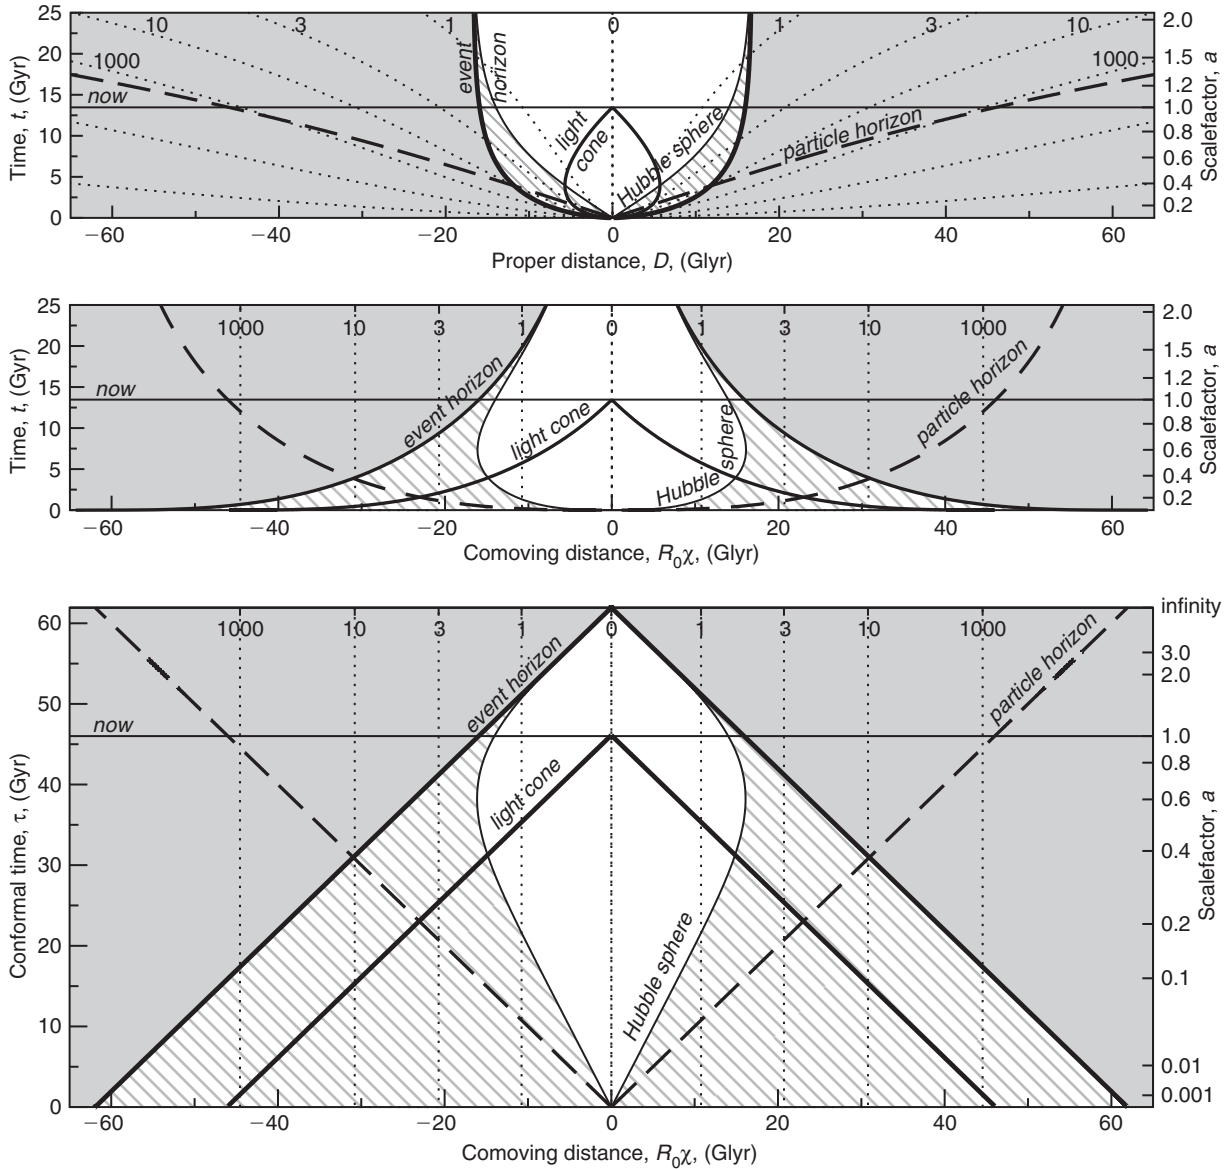 25 10 3 1 0 1 3 10 2.0
20
15
10
5
0
1000 1000
now
event
horizon
light
cone
Hubble sphere
particle horizon
1.5
1.2
1.0
0.8
0.6
0.4
0.2
Time, t, (Gyr)
Scalefactor, a
−60 −40 −20 0 20 40 60
Proper distance, D, (Glyr)
25
20
15
10
5
0
1000 10 3 1 0 1 3 10 1000
now
event horizon
light cone
Hubble
sphere
particle horizon
2.0
1.5
1.2
1.0
0.8
0.6
0.4
0.2
Time, t, (Gyr)
Scalefactor, a
−60 −40 −20 0 20 40 60
Comoving distance, R₀χ, (Glyr)
60
50
40
30
20
10
0
1000 10 3 1 0 1 3 10 1000
now
event horizon
light cone
Hubble sphere
particle horizon
infinity
3.0
2.0
1.0
0.8
0.6
0.4
0.2
0.1
0.01
0.001
Conformal time, τ, (Gyr)
Scalefactor, a
−60 −40 −20 0 20 40 60
Comoving distance, R₀χ, (Glyr)